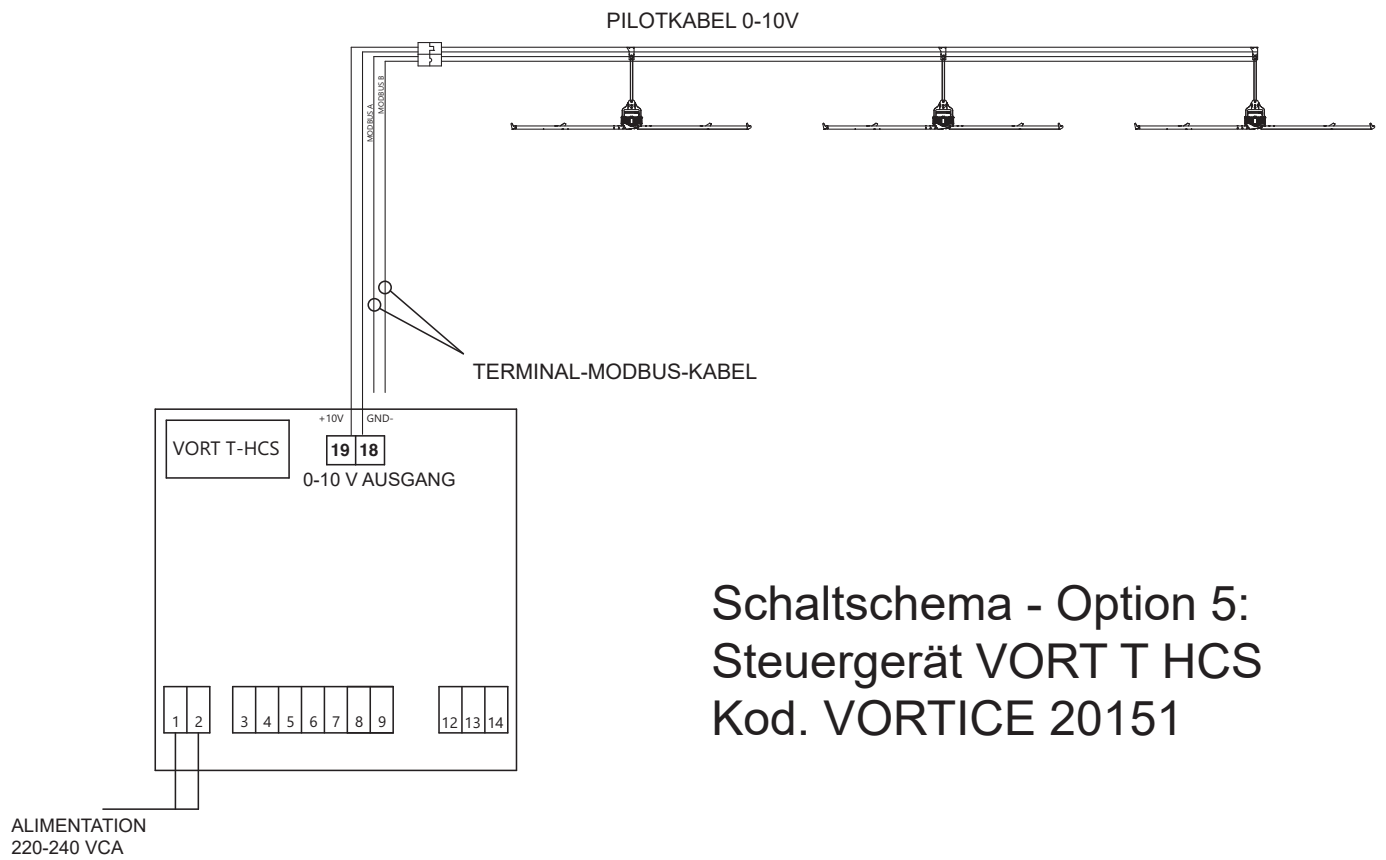 PILOTKABEL 0-10V
MODBUS A
MODBUS B
TERMINAL-MODBUS-KABEL
+10V GND-
VORT T-HCS
19 18
0-10 V AUSGANG
Schaltschema - Option 5:
Steuergerät VORT T HCS
Kod. VORTICE 20151
1 2 3 4 5 6 7 8 9 12 13 14
ALIMENTATION
220-240 VCA